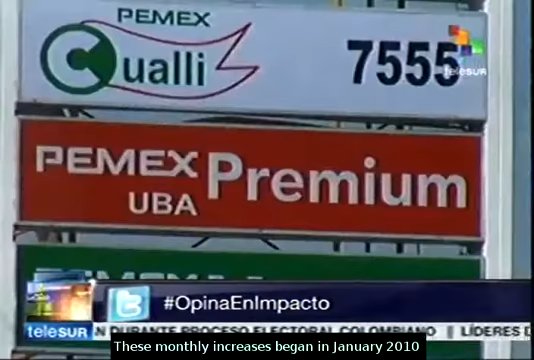 PEMEX
Cualli
7555
teleSUR
PEMEX Premium
UBA
#OpinaEnImpacto
teleSUR
EN DURANTE PROCESO ELECTORAL COLOMBIANO || LÍDERES D
These monthly increases began in January 2010